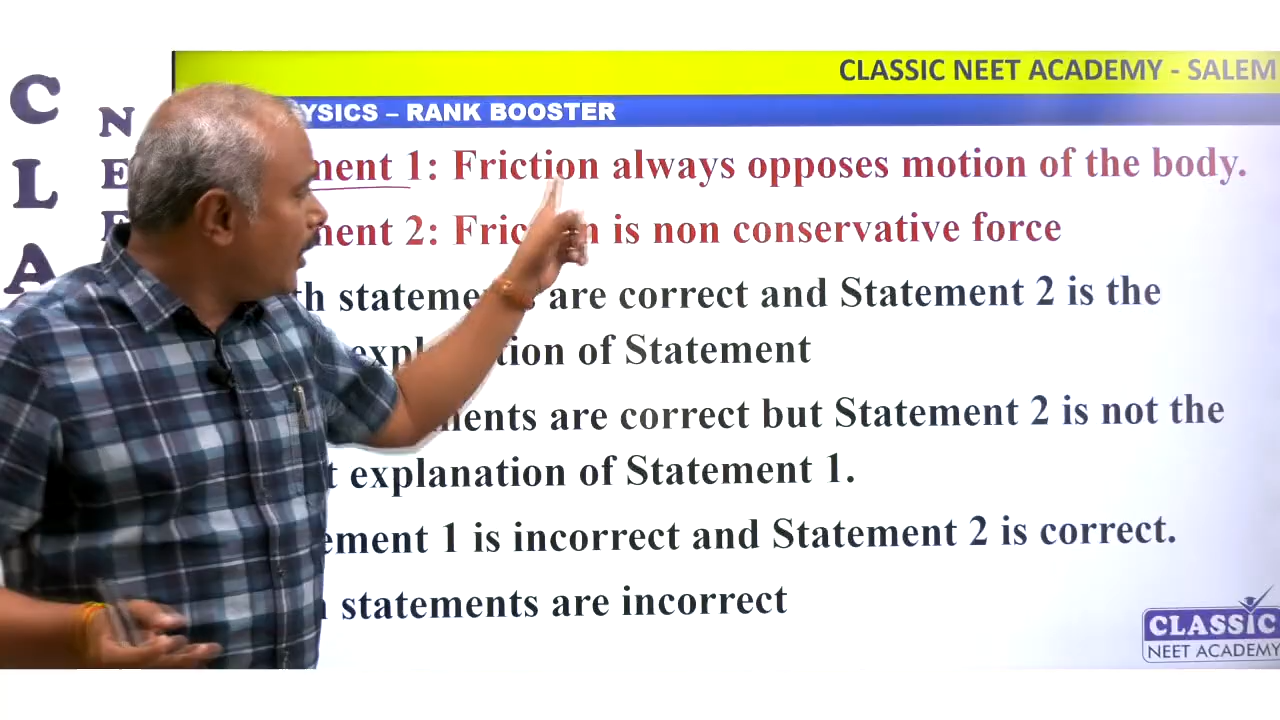 CLASSIC NEET ACADEMY - SALEM
YSICS – RANK BOOSTER
C
L
A
N
E
E
ment 1: Friction always opposes motion of the body.
ment 2: Fric n is non conservative force
th statements are correct and Statement 2 is the
expl tion of Statement
ments are correct but Statement 2 is not the
t explanation of Statement 1.
ement 1 is incorrect and Statement 2 is correct.
statements are incorrect
CLASSIC
NEET ACADEMY